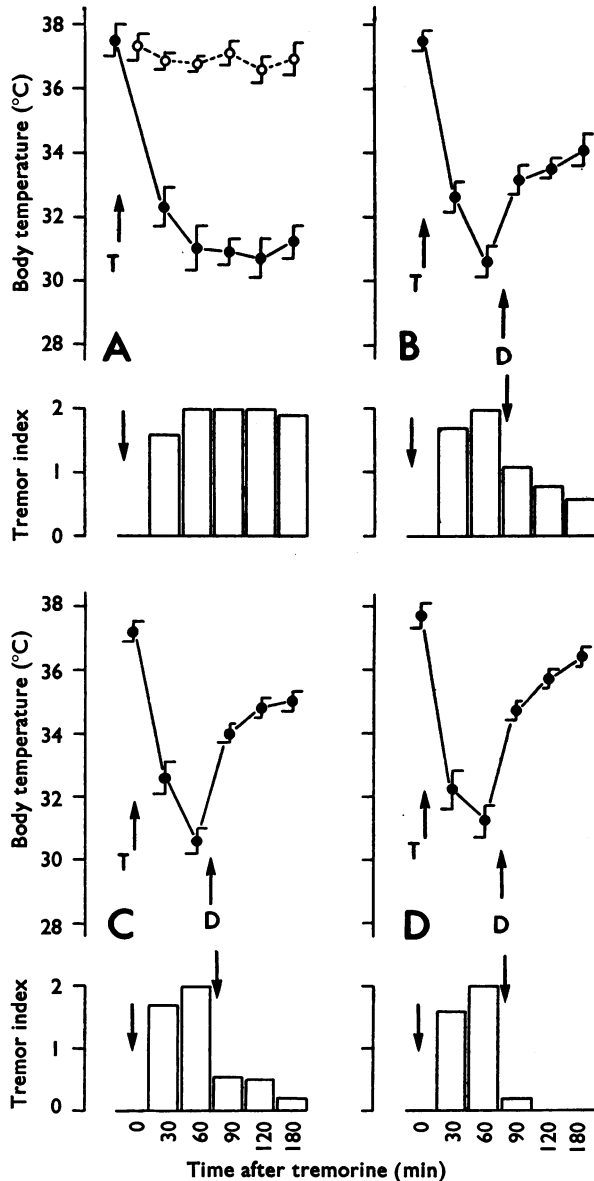 Body temperature (°C)
38
36
34
32
30
28
T
A
T
D
B
Tremor index
2
1
0
Body temperature (°C)
38
36
34
32
30
28
T
D
C
T
D
D
Tremor index
2
1
0
0 30 60 90 120 180 0 30 60 90 120 180
Time after tremorine (min)